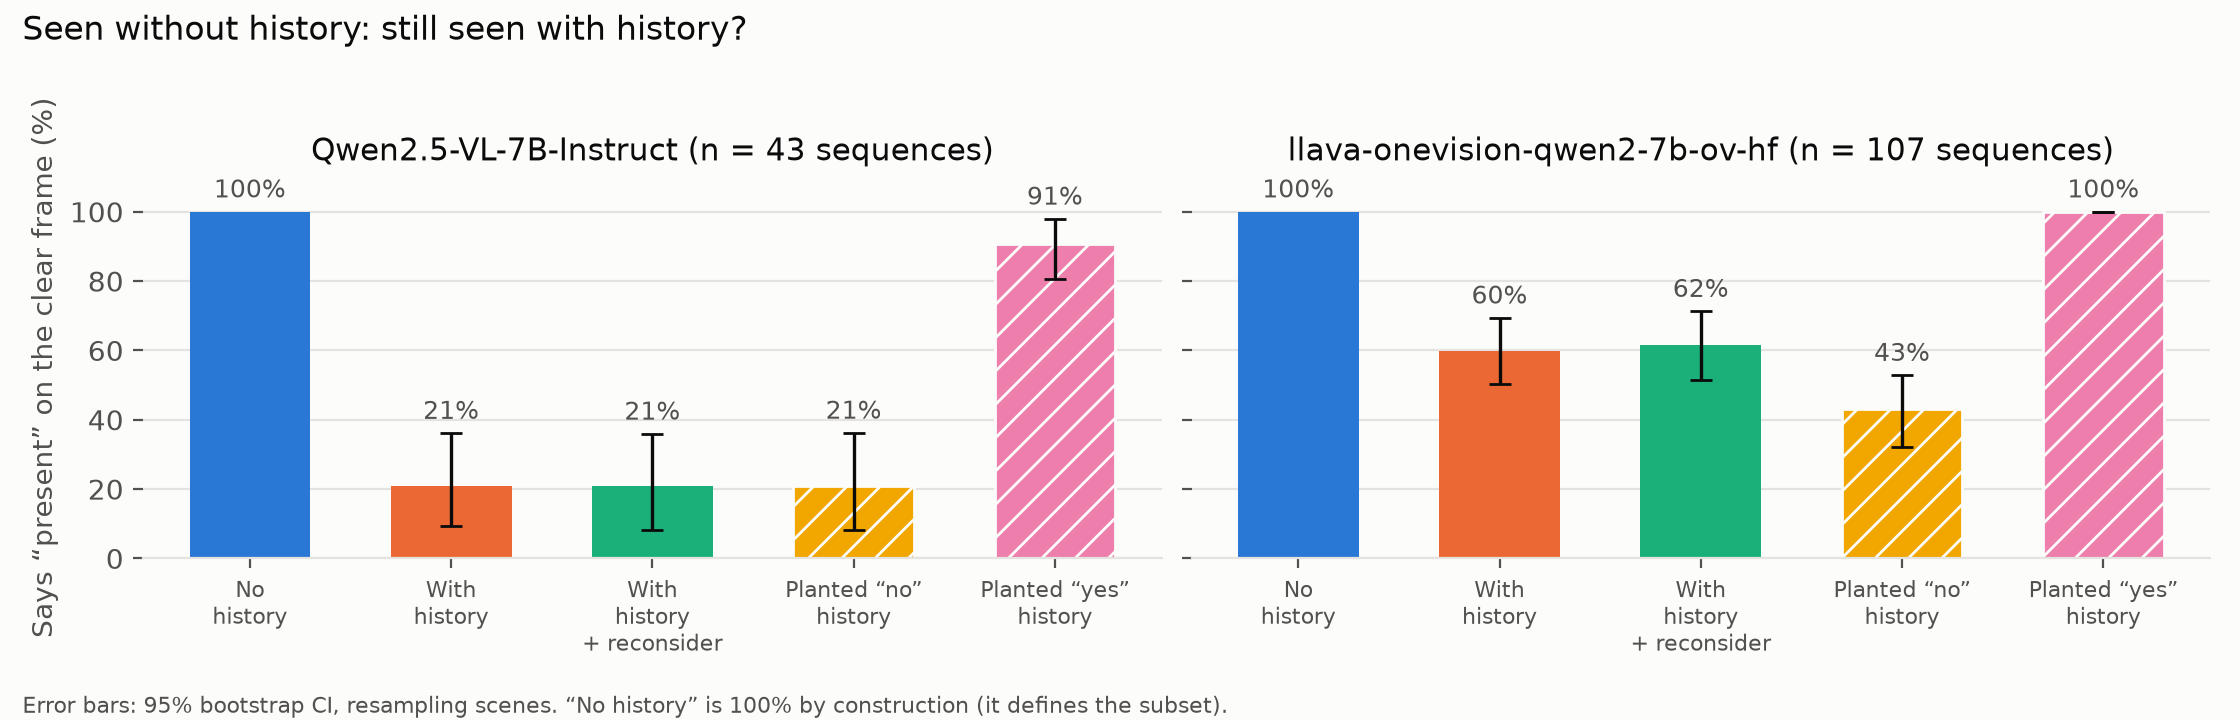 Seen without history: still seen with history?
Says “present” on the clear frame (%)
Qwen2.5-VL-7B-Instruct (n = 43 sequences)
100%
21%
21%
21%
91%
100
80
60
40
20
0
No
history
With
history
With
history
+ reconsider
Planted “no”
history
Planted “yes”
history
llava-onevision-qwen2-7b-ov-hf (n = 107 sequences)
100%
60%
62%
43%
100%
No
history
With
history
With
history
+ reconsider
Planted “no”
history
Planted “yes”
history
Error bars: 95% bootstrap CI, resampling scenes. “No history” is 100% by construction (it defines the subset).